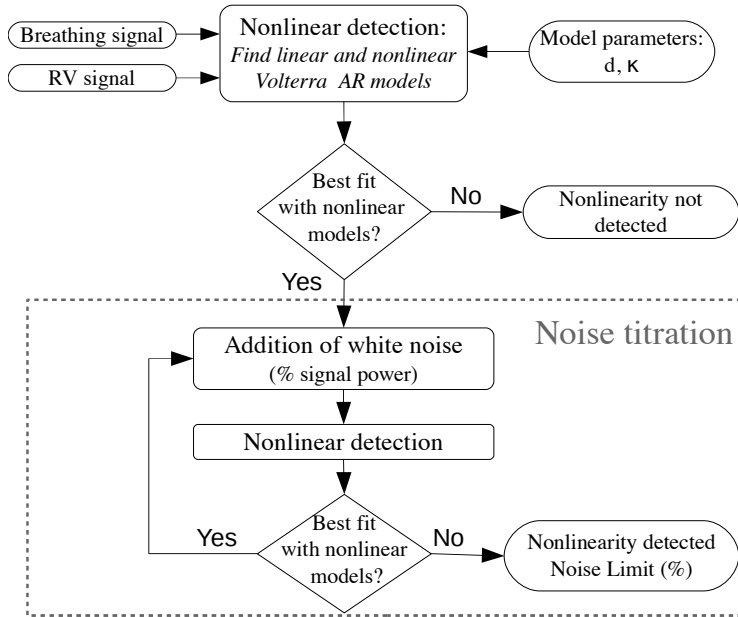 Breathing signal
RV signal
Nonlinear detection:
Find linear and nonlinear
Volterra AR models
Model parameters:
d, κ
Best fit
with nonlinear
models?
No
Nonlinearity not
detected
Yes
Noise titration
Addition of white noise
(% signal power)
Nonlinear detection
Best fit
with nonlinear
models?
Yes
No
Nonlinearity detected
Noise Limit (%)